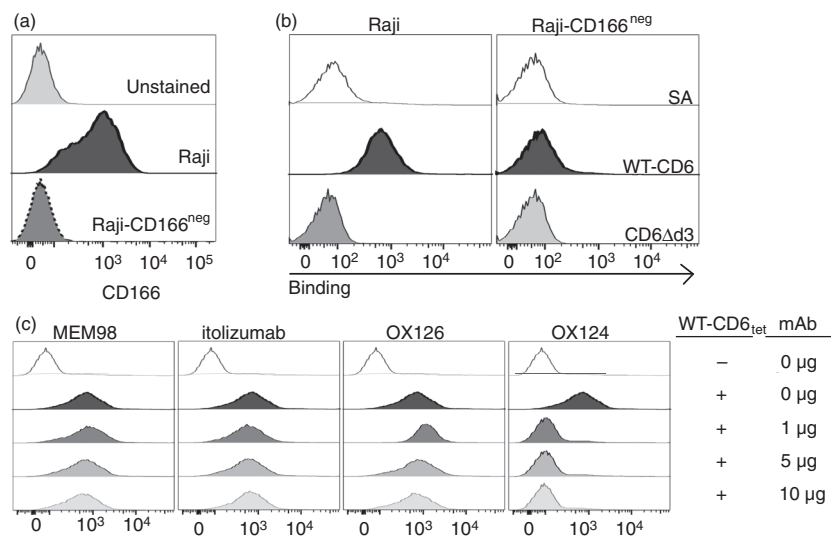 (a)
Unstained
Raji
Raji-CD166neg
0 10³ 10⁴ 10⁵
CD166
(b)
Raji Raji-CD166neg
SA
WT-CD6
CD6Δd3
0 10² 10³ 10⁴ 0 10² 10³ 10⁴
Binding
(c)
MEM98 itolizumab OX126 OX124 WT-CD6tet mAb
– 0 µg
+ 0 µg
+ 1 µg
+ 5 µg
+ 10 µg
0 10³ 10⁴ 0 10³ 10⁴ 0 10³ 10⁴ 0 10³ 10⁴